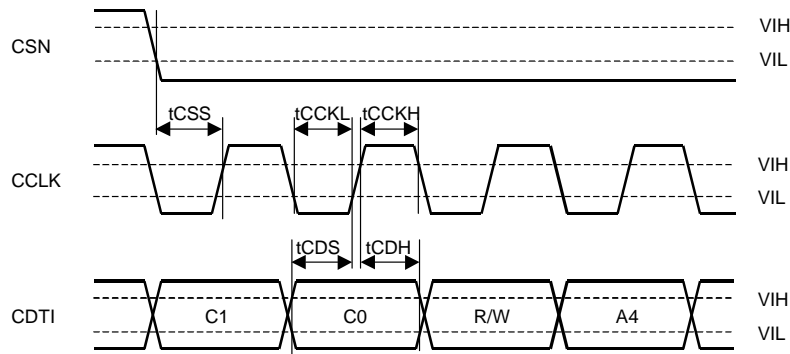 CSN
VIH
VIL
tCSS
tCCKL
tCCKH
CCLK
VIH
VIL
tCDS
tCDH
CDTI
C1
C0
R/W
A4
VIH
VIL